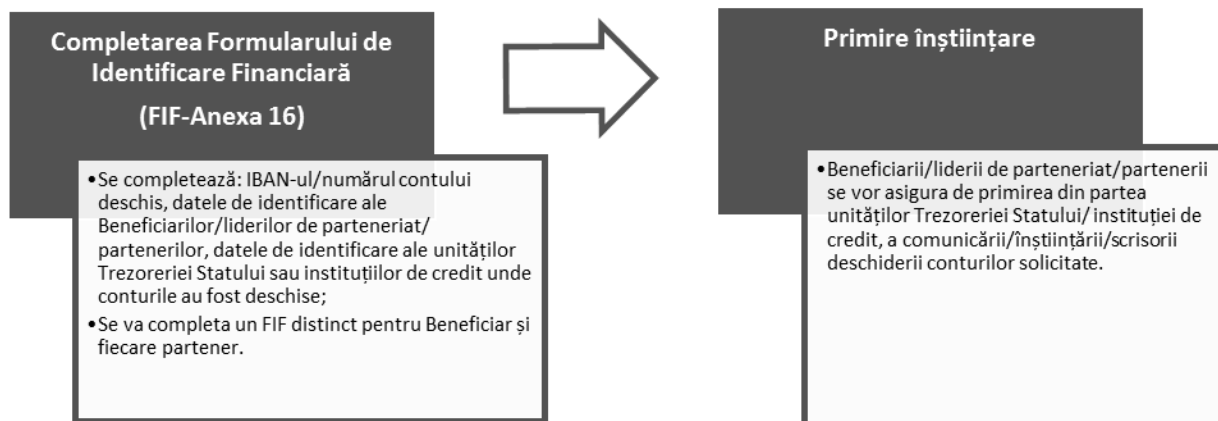 Completarea Formularului de
Identificare Financiară
(FIF-Anexa 16)
•Se completează: IBAN-ul/numărul contului
deschis, datele de identificare ale
Beneficiarilor/liderilor de parteneriat/
partenerilor, datele de identificare ale unităților
Trezoreriei Statului sau instituțiilor de credit unde
conturile au fost deschise;
•Se va completa un FIF distinct pentru Beneficiar și
fiecare partener.
Primire înștiințare
•Beneficiarii/liderii de parteneriat/partenerii
se vor asigura de primirea din partea
unităților Trezoreriei Statului/ instituției de
credit, a comunicării/înștiințării/scrisorii
deschiderii conturilor solicitate.